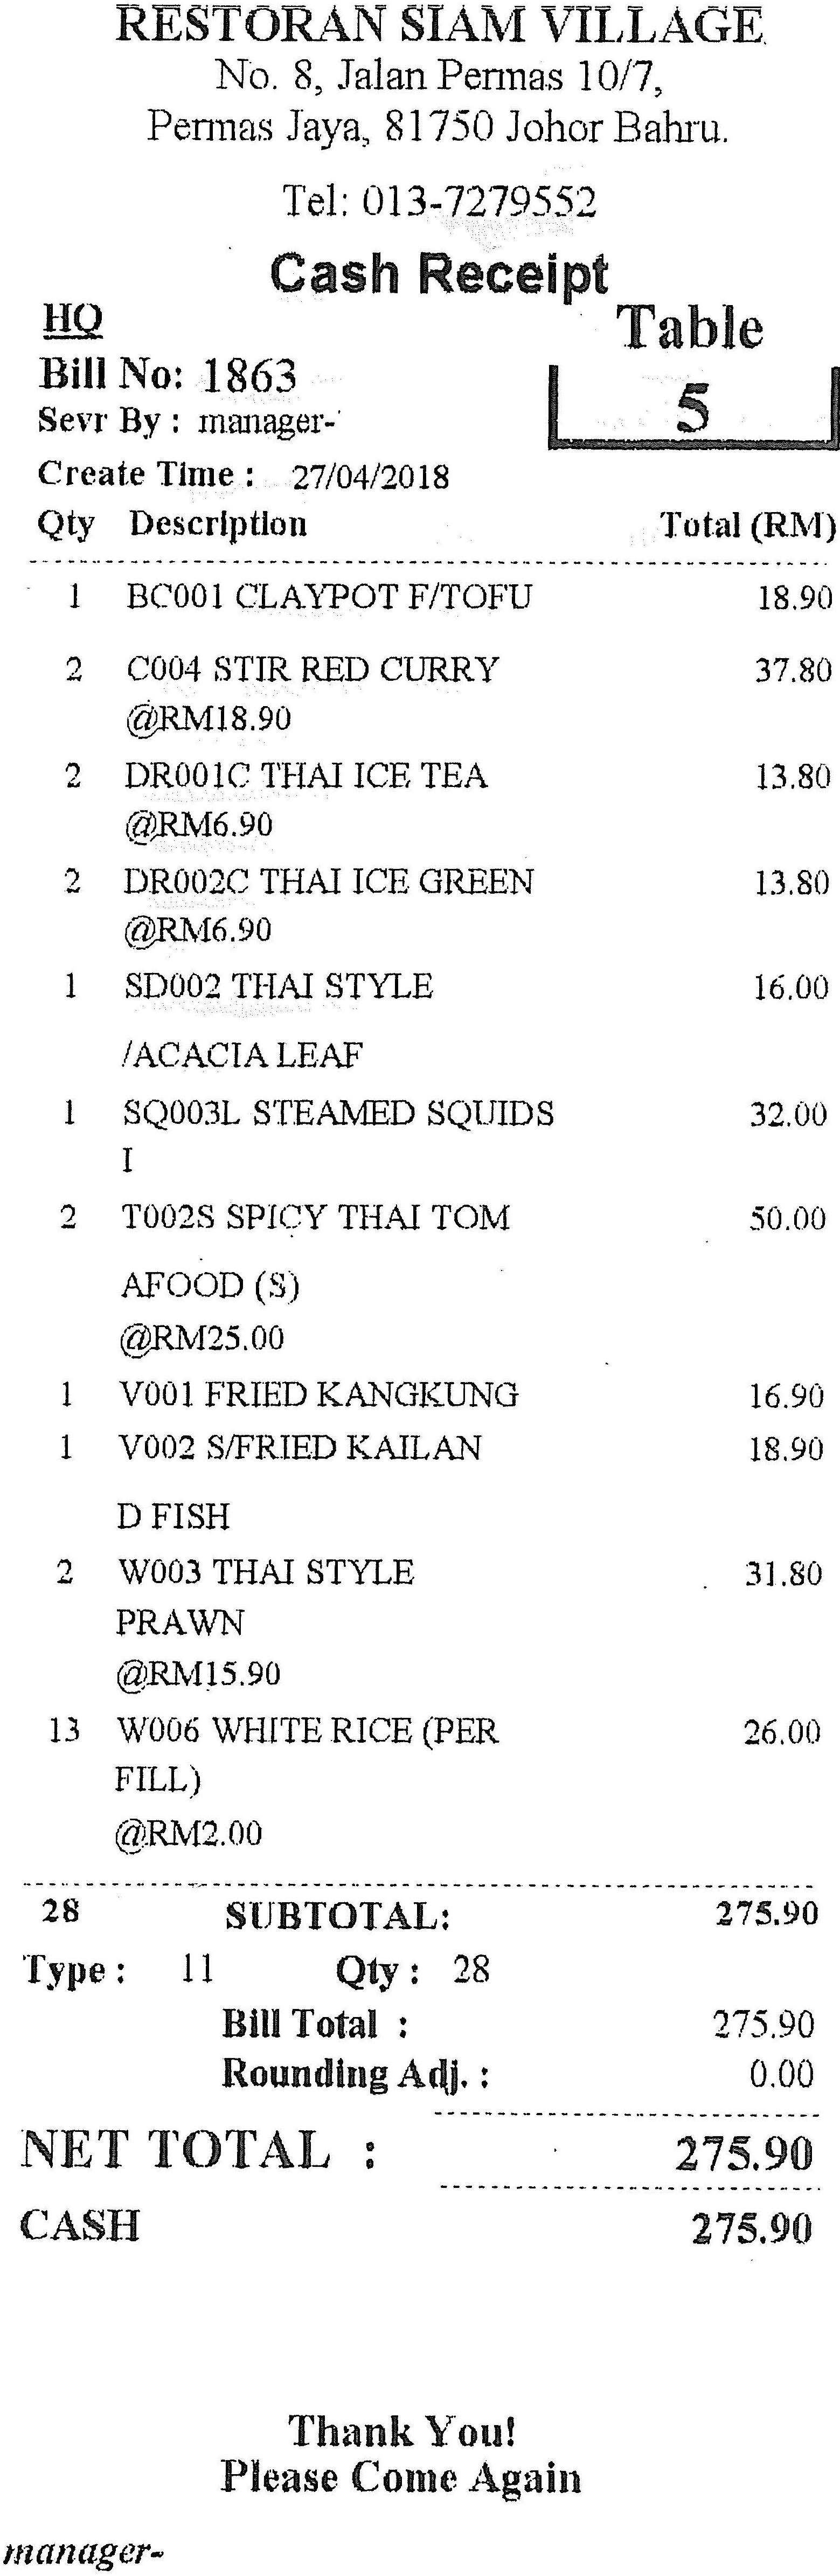 RESTORAN SIAM VILLAGE
No. 8, Jalan Permas 10/7,
Permas Jaya, 81750 Johor Bahru.
Tel: 013-7279552
Cash Receipt
HQ
Table
Bill No: 1863
5
Sevr By : manager-
Create Time : 27/04/2018
Qty Description Total (RM)
1 BC001 CLAYPOT F/TOFU 18.90
2 C004 STIR RED CURRY 37.80
@RM18.90
2 DR001C THAI ICE TEA 13.80
@RM6.90
2 DR002C THAI ICE GREEN 13.80
@RM6.90
1 SD002 THAI STYLE 16.00
/ACACIA LEAF
1 SQ003L STEAMED SQUIDS 32.00
I
2 T002S SPICY THAI TOM 50.00
AFOOD (S)
@RM25.00
1 V001 FRIED KANGKUNG 16.90
1 V002 S/FRIED KAILAN 18.90
D FISH
2 W003 THAI STYLE 31.80
PRAWN
@RM15.90
13 W006 WHITE RICE (PER 26.00
FILL)
@RM2.00
28 SUBTOTAL: 275.90
Type : 11 Qty : 28
Bill Total : 275.90
Rounding Adj. : 0.00
NET TOTAL : 275.90
CASH 275.90
Thank You!
Please Come Again
manager-